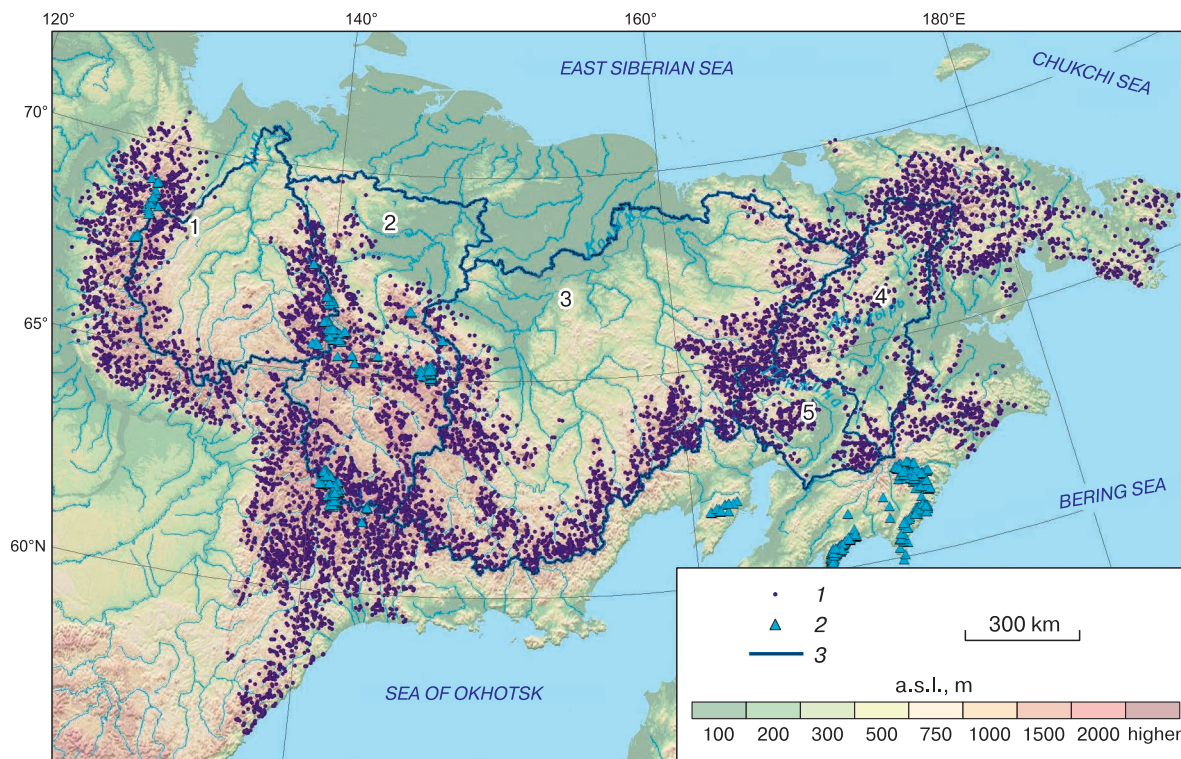 120° 140° 160° 180°E
EAST SIBERIAN SEA
CHUKCHI SEA
70°
1
2
3
4
65°
5
BERING SEA
60°N
SEA OF OKHOTSK
1
2
300 km
3
a.s.l., m
100 200 300 500 750 1000 1500 2000 higher